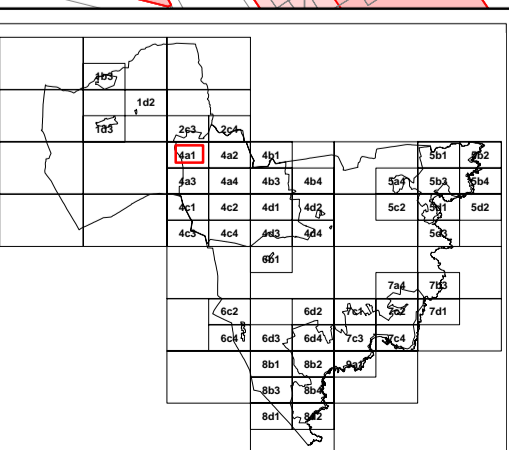 1b3
1d2
1d3 2c3 2c4
4a1 4a2 4b1 5b1 5b2
4a3 4a4 4b3 4b4 5a4 5b3 5b4
4c1 4c2 4d1 4d2 5c2 5d1 5d2
4c3 4c4 4d3 4d4 5d3
6b1
7a4 7b3
6c2 6d2 7c1 7c2 7d1
6c4 6d3 6d4 7c3 7c4
8b1 8b2 9a1
8b3 8b4
8d1 8d2